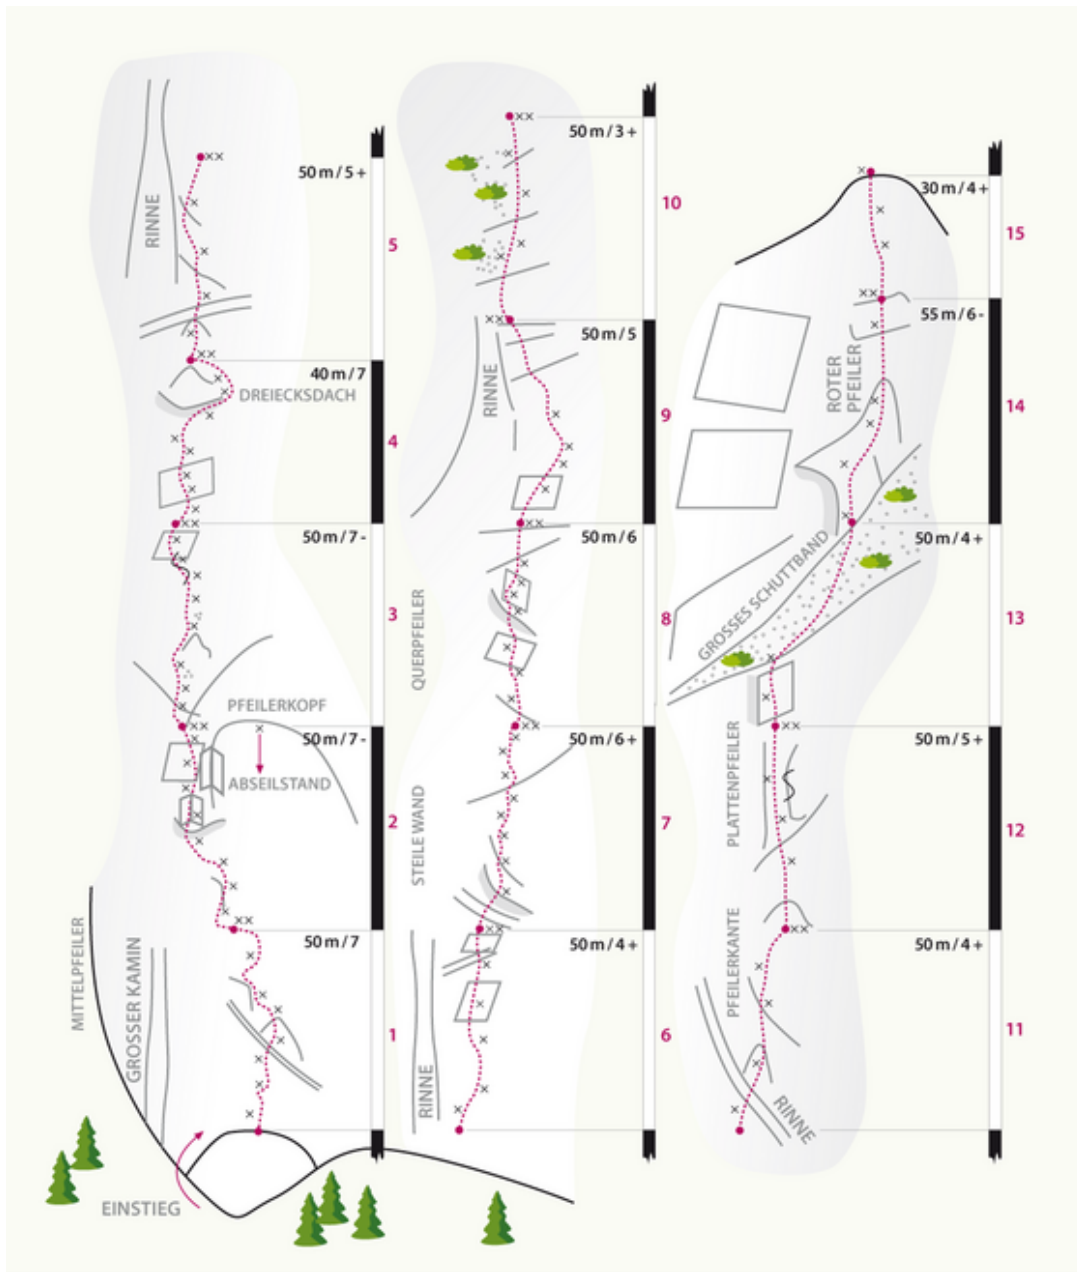 50 m / 5 +
RINNE
5
40 m / 7
DREIECKSDACH
4
50 m / 7 -
3
PFEILERKOPF
50 m / 7 -
ABSEILSTAND
2
50 m / 7
MITTELPFEILER
GROSSER KAMIN
1
EINSTIEG
50 m / 3 +
10
50 m / 5
RINNE
9
50 m / 6
QUERPFEILER
8
50 m / 6 +
STEILE WAND
7
50 m / 4 +
RINNE
6
30 m / 4 +
15
55 m / 6 -
ROTER
PFEILER
14
50 m / 4 +
GROSSES SCHUTTBAND
13
50 m / 5 +
PLATTENPFEILER
12
50 m / 4 +
PFEILERKANTE
11
RINNE